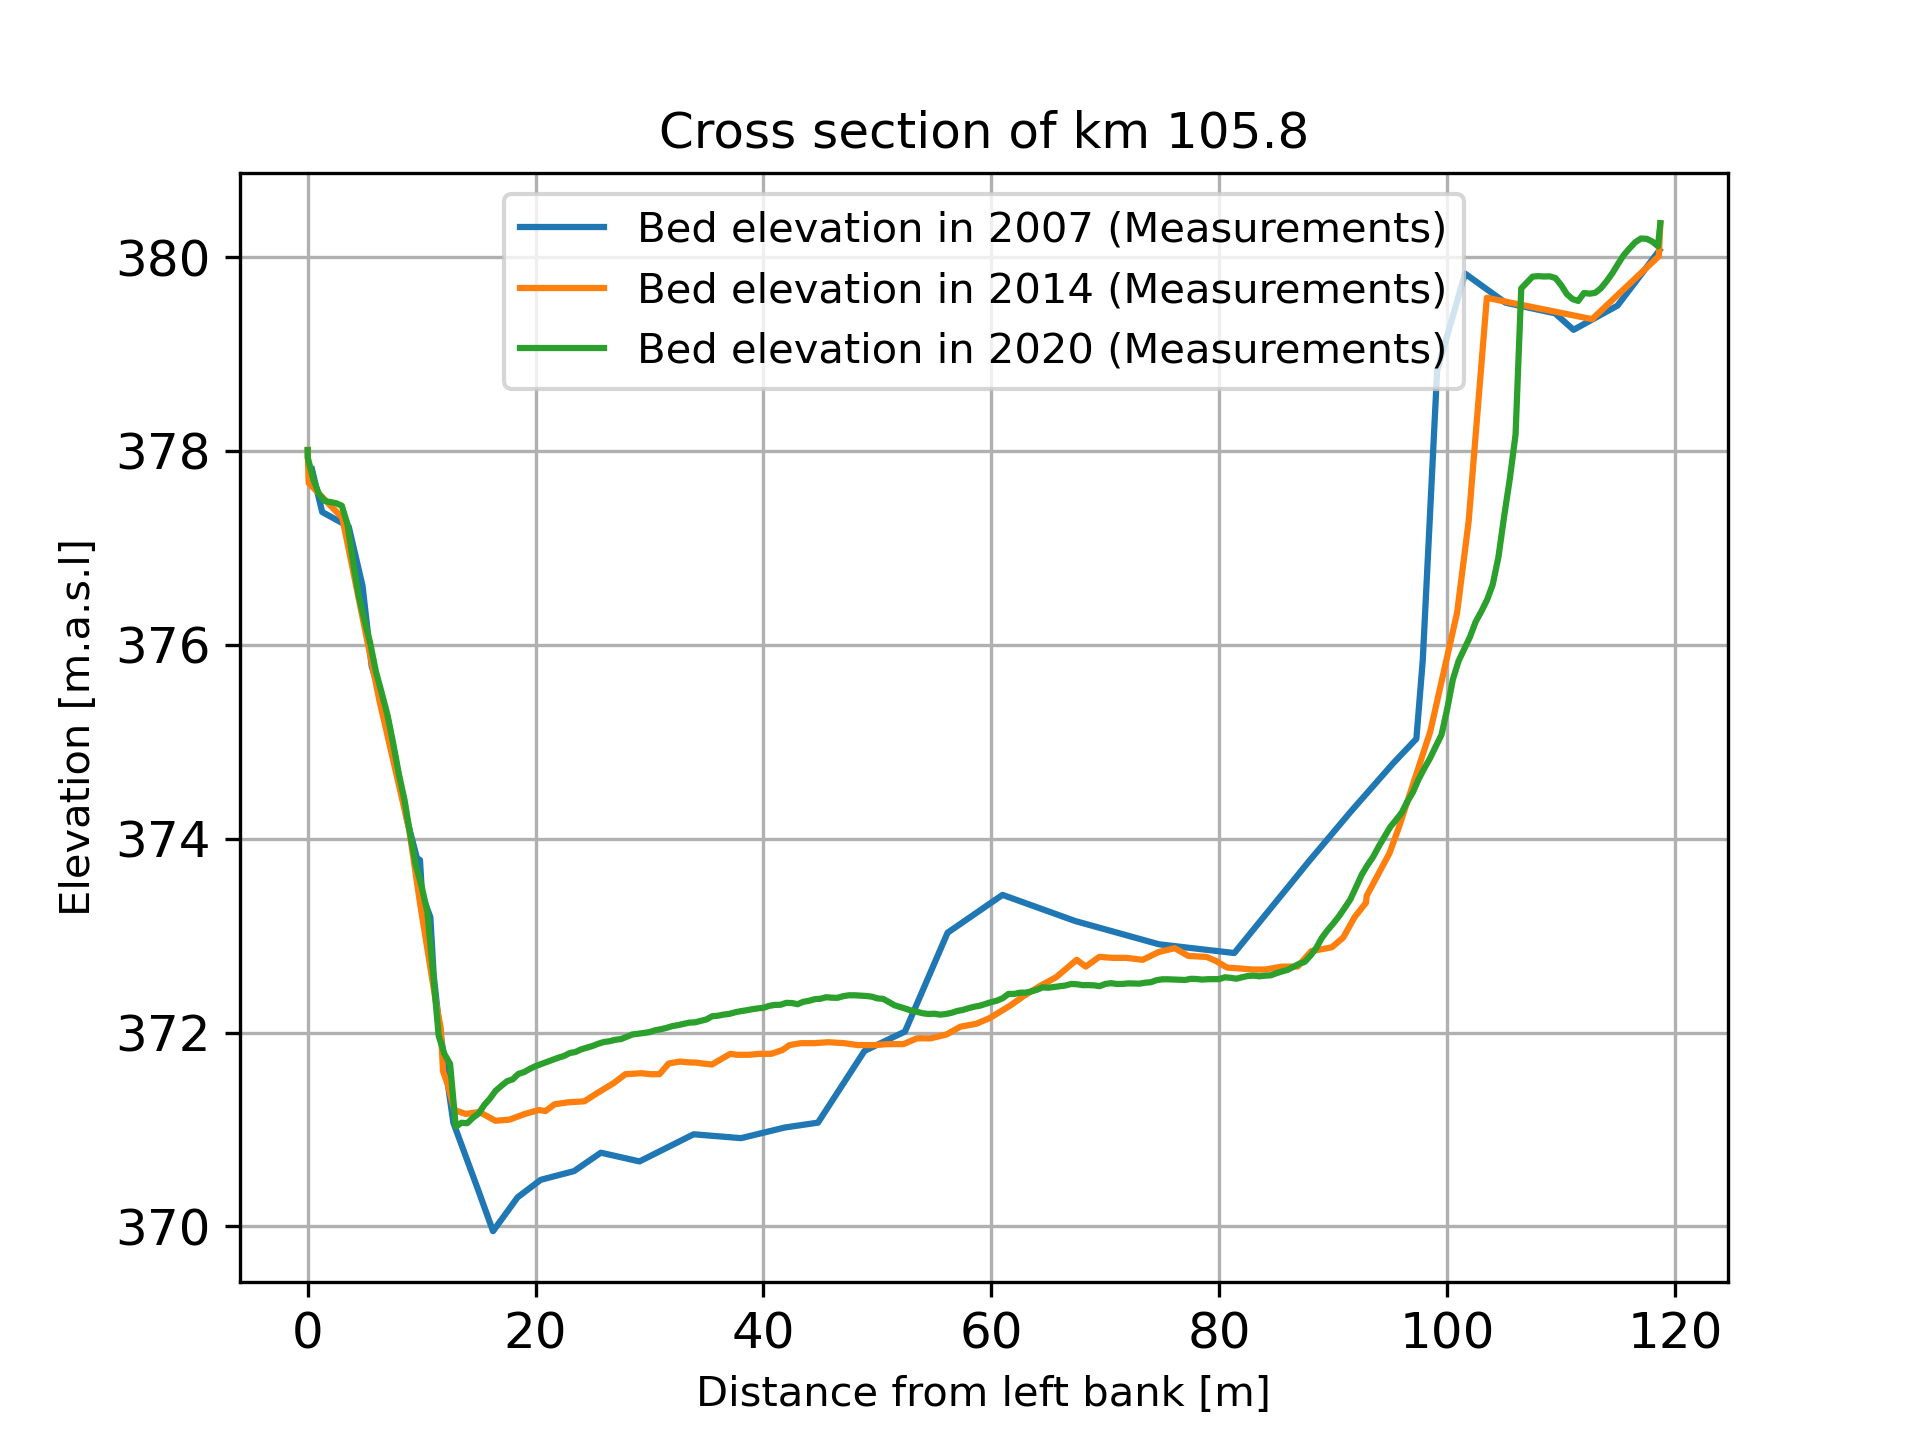 Cross section of km 105.8
Bed elevation in 2007 (Measurements)
Bed elevation in 2014 (Measurements)
Bed elevation in 2020 (Measurements)
Elevation [m.a.s.l]
380
378
376
374
372
370
0 20 40 60 80 100 120
Distance from left bank [m]